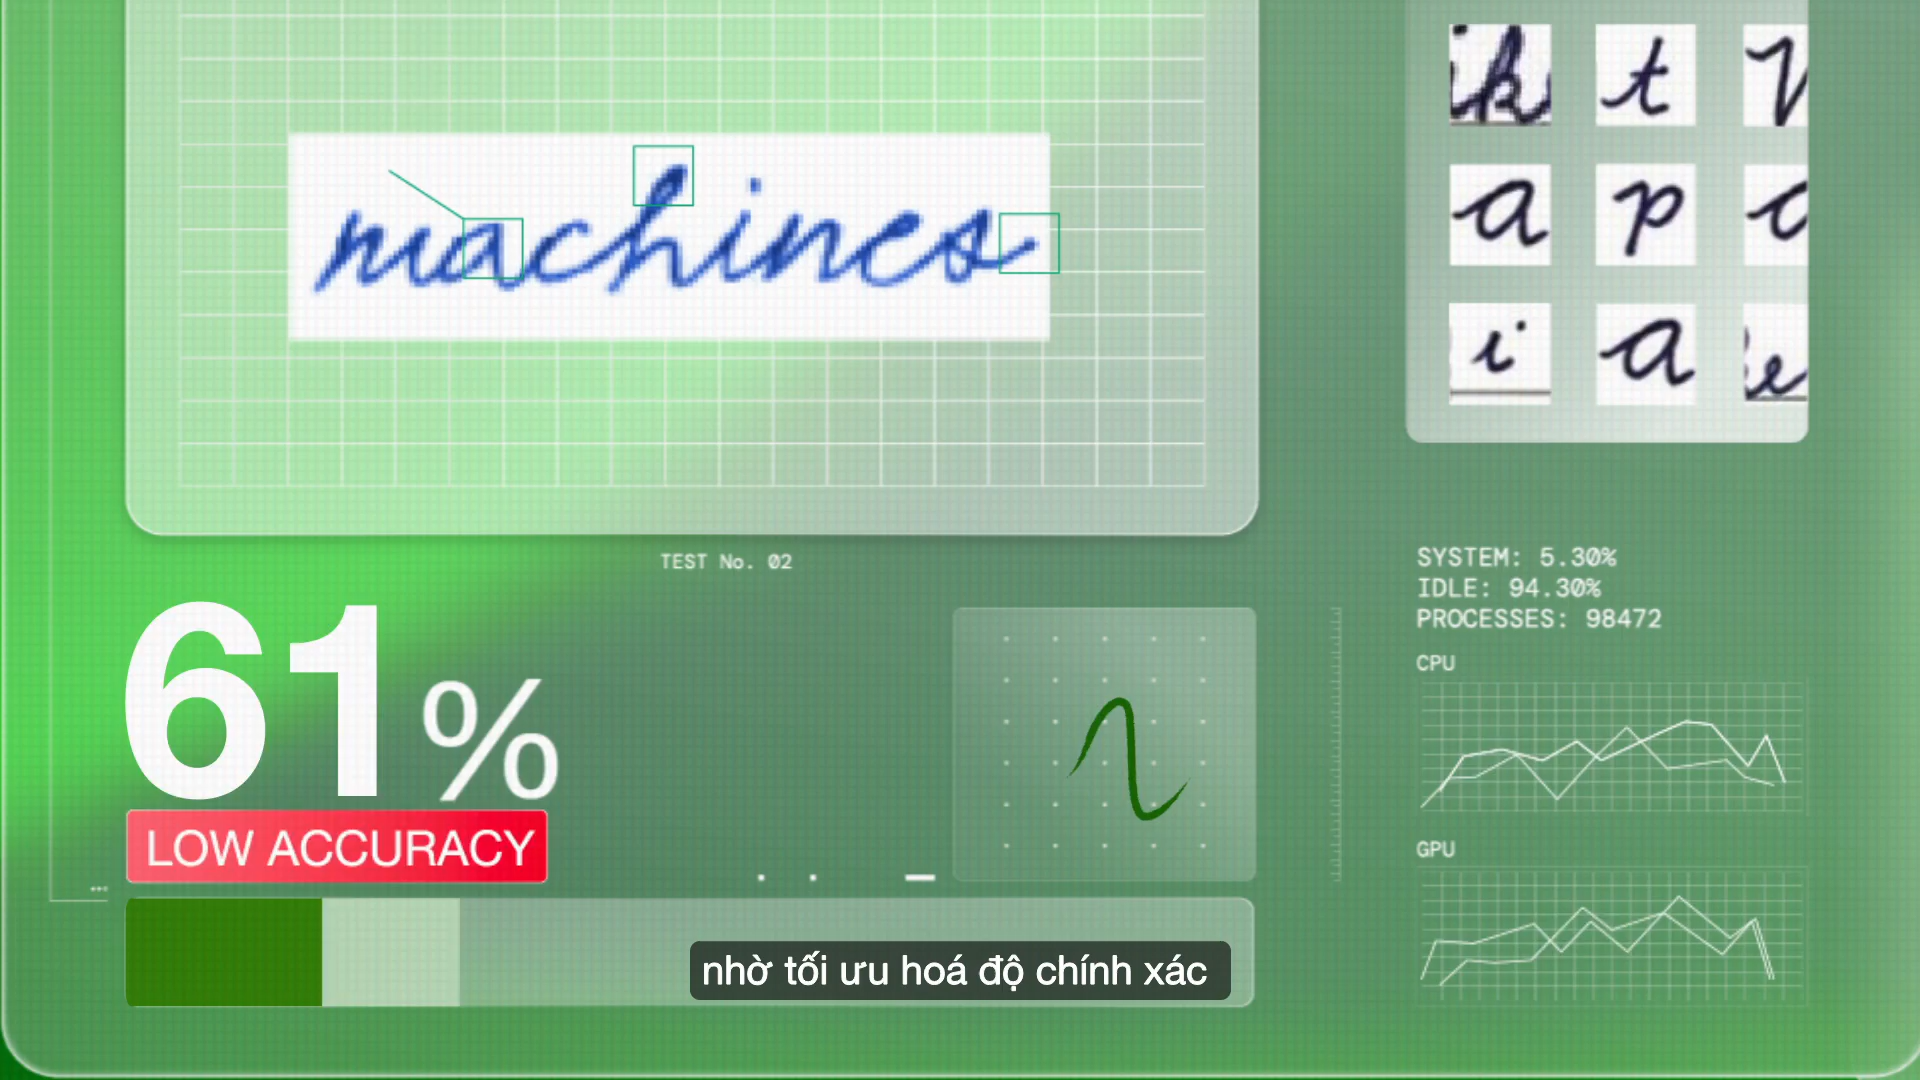 machines
k t
a p
i a
e
TEST No. 02
61%
LOW ACCURACY
SYSTEM: 5.30%
IDLE: 94.30%
PROCESSES: 98472
CPU
GPU
nhờ tối ưu hoá độ chính xác